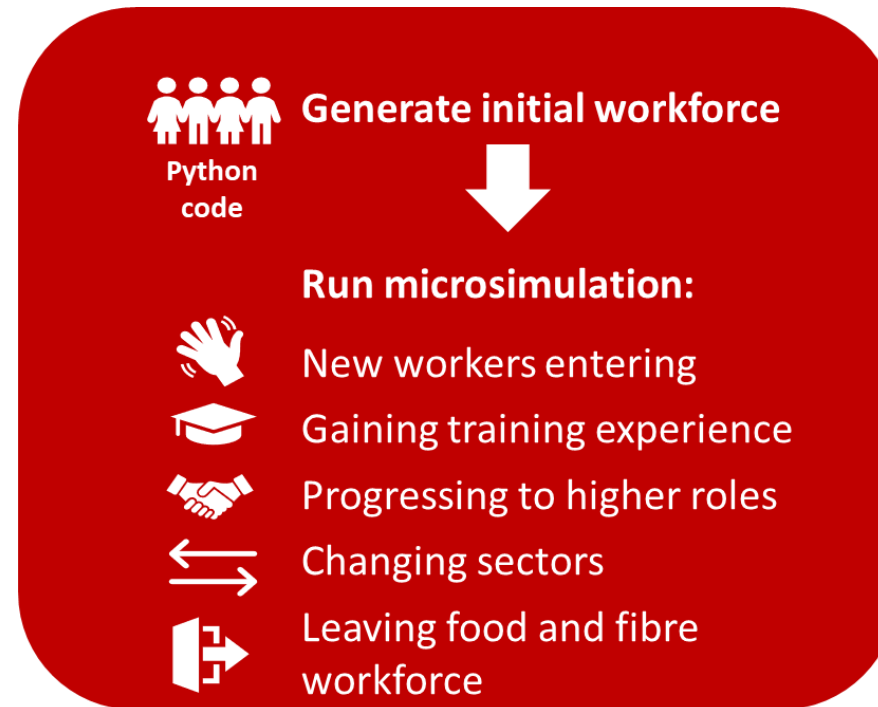 Generate initial workforce
Python
code
Run microsimulation:
New workers entering
Gaining training experience
Progressing to higher roles
Changing sectors
Leaving food and fibre
workforce